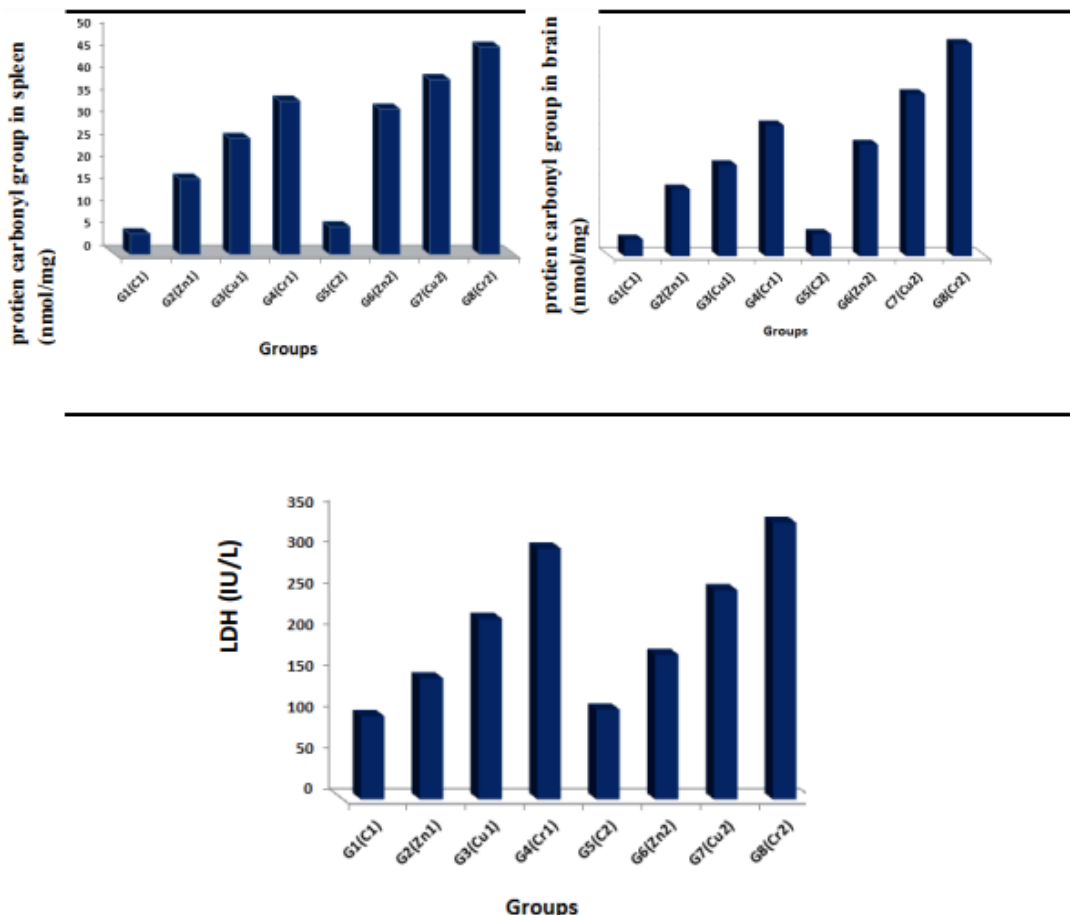 protien carbonyl group in spleen
(nmol/mg)
50
45
40
35
30
25
20
15
10
5
0
G1(C1)
G2(Zn1)
G3(Cu1)
G4(Cr1)
G5(C2)
G6(Zn2)
G7(Cu2)
G8(Cr2)
Groups
protien carbonyl group in brain
(nmol/mg)
G1(C1)
G2(Zn1)
G3(Cu1)
G4(Cr1)
G5(C2)
G6(Zn2)
C7(Cu2)
G8(Cr2)
Groups
LDH (IU/L)
350
300
250
200
150
100
50
0
G1(C1)
G2(Zn1)
G3(Cu1)
G4(Cr1)
G5(C2)
G6(Zn2)
G7(Cu2)
G8(Cr2)
Groups